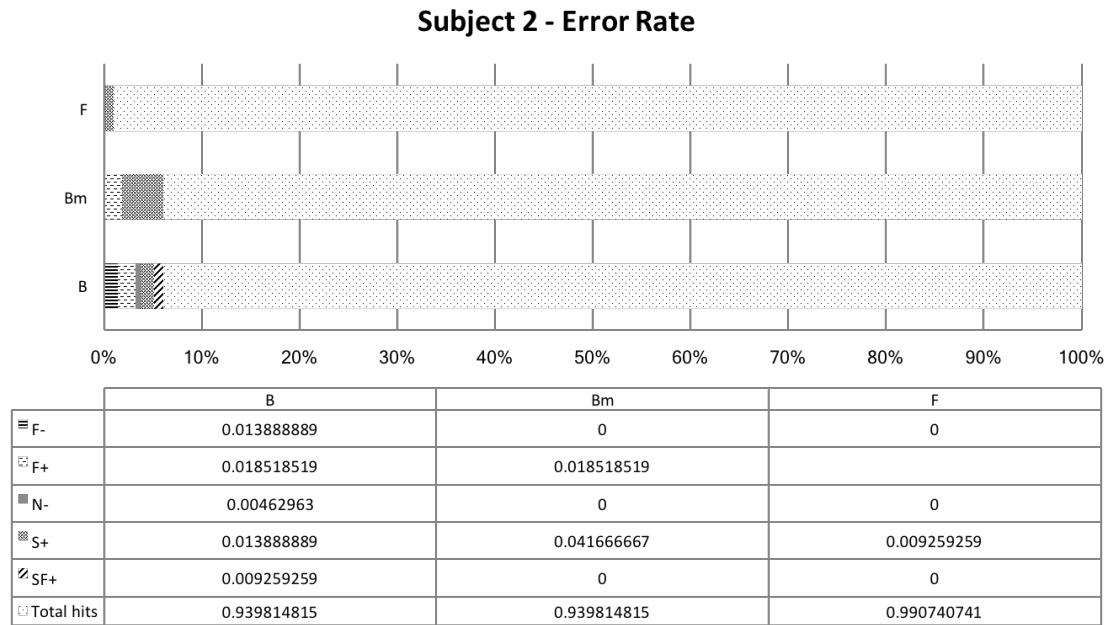 Subject 2 - Error Rate
F
Bm
B
0% 10% 20% 30% 40% 50% 60% 70% 80% 90% 100%
B Bm F
F- 0.013888889 0 0
F+ 0.018518519 0.018518519
N- 0.00462963 0 0
S+ 0.013888889 0.041666667 0.009259259
SF+ 0.009259259 0 0
Total hits 0.939814815 0.939814815 0.990740741